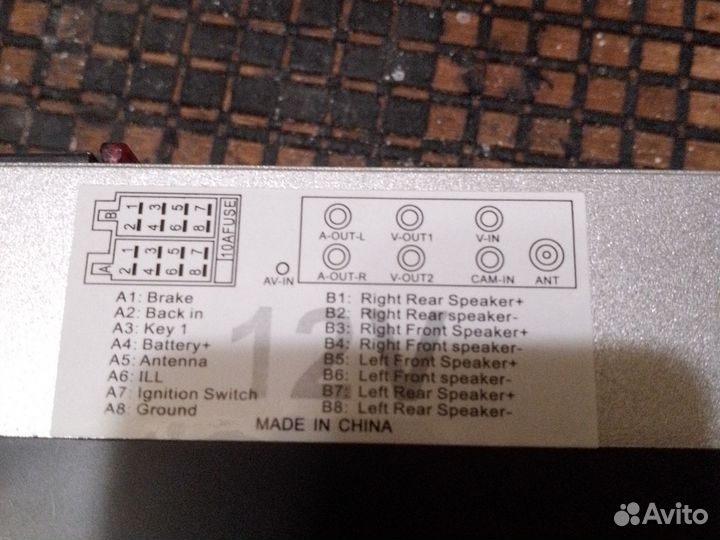 B 1 3 5 7
2 4 6 8
10AFUSE
A 1 3 5 7
2 4 6 8
A-OUT-L V-OUT1 V-IN
AV-IN A-OUT-R V-OUT2 CAM-IN ANT
A1: Brake
A2: Back in
A3: Key 1
A4: Battery+
A5: Antenna
A6: ILL
A7: Ignition Switch
A8: Ground
B1: Right Rear Speaker+
B2: Right Rear speaker-
B3: Right Front Speaker+
B4: Right Front speaker-
B5: Left Front Speaker+
B6: Left Front speaker-
B7: Left Rear Speaker+
B8: Left Rear Speaker-
MADE IN CHINA
Avito